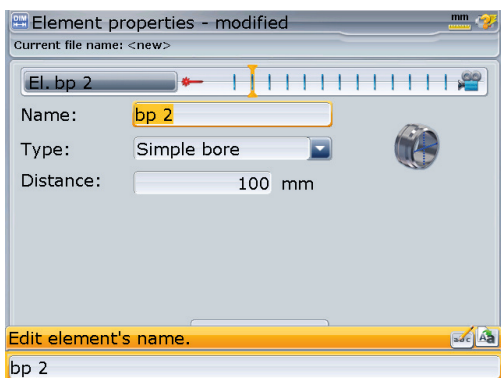 Element properties - modified
mm
Current file name: <new>
El. bp 2
Name: bp 2
Type: Simple bore
Distance: 100 mm
Edit element's name.
abc
bp 2